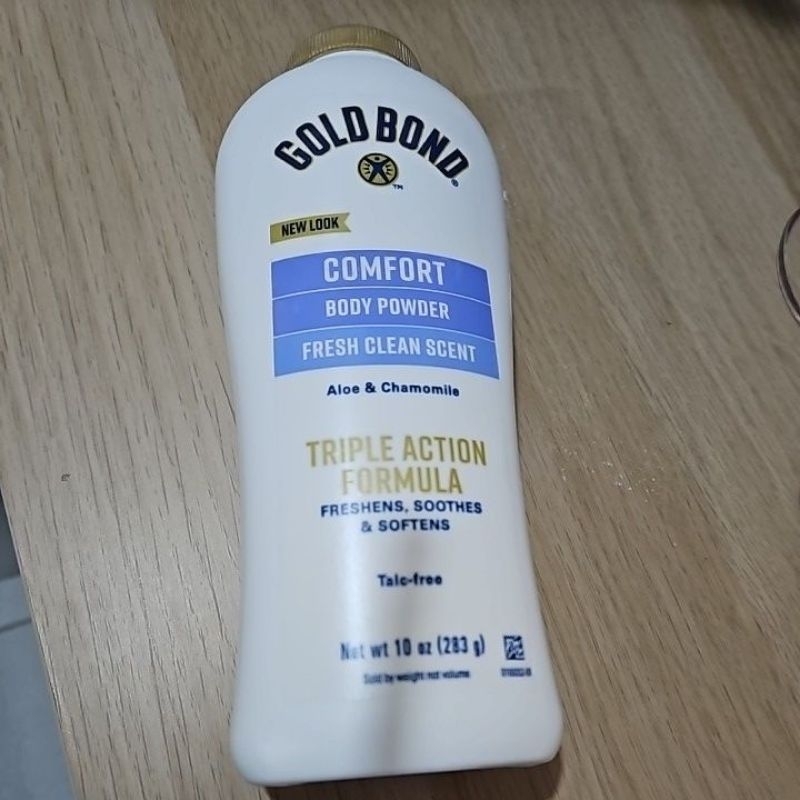 GOLD BOND
®
™
NEW LOOK
COMFORT
BODY POWDER
FRESH CLEAN SCENT
Aloe & Chamomile
TRIPLE ACTION
FORMULA
FRESHENS, SOOTHES
& SOFTENS
Talc-free
Net wt 10 oz (283 g)
Sold by weight not volume